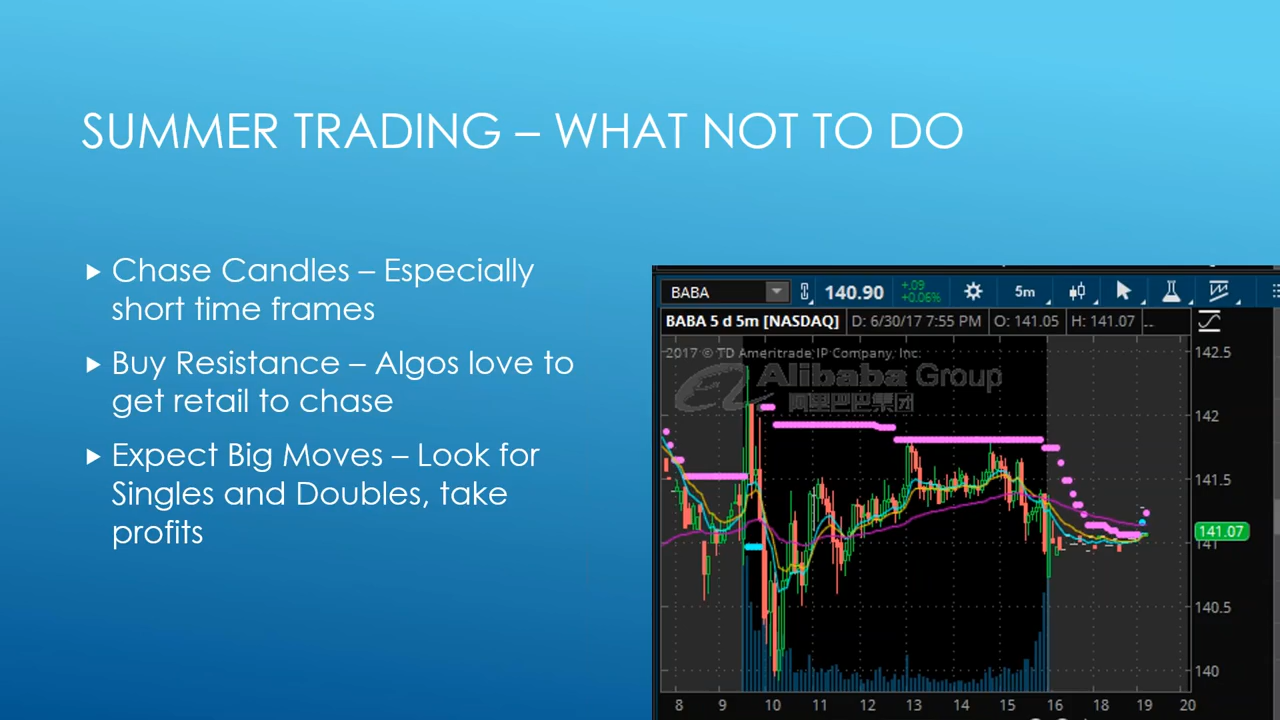 SUMMER TRADING – WHAT NOT TO DO
Chase Candles – Especially
short time frames
Buy Resistance – Algos love to
get retail to chase
Expect Big Moves – Look for
Singles and Doubles, take
profits
BABA 140.90 +.09 +0.06% 5m
BABA 5 d 5m [NASDAQ] D: 6/30/17 7:55 PM O: 141.05 H: 141.07 ...
2017 © TD Ameritrade IP Company, Inc.
Alibaba Group
阿里巴巴集团
142.5
142
141.5
141.07
141
140.5
140
8 9 10 11 12 13 14 15 16 18 19 20